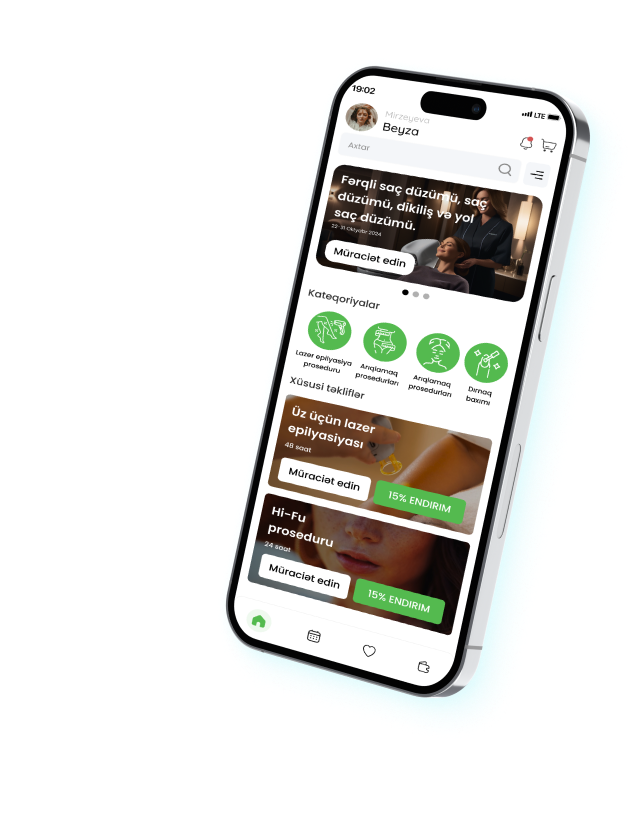 19:02
LTE
Mirzeyeva
Beyza
Axtar
Fərqli saç düzümü, saç
düzümü, dikiliş və yol
saç düzümü.
22-31 Oktyabr 2024
Müraciət edin
Kateqoriyalar
Lazer epilyasiya
proseduru
Arıqlamaq
prosedurları
Arıqlamaq
prosedurları
Dırnaq
baxımı
Xüsusi təkliflər
Üz üçün lazer
epilyasiyası
48 saat
Müraciət edin
15% ENDIRIM
Hi-Fu
proseduru
24 saat
Müraciət edin
15% ENDIRIM